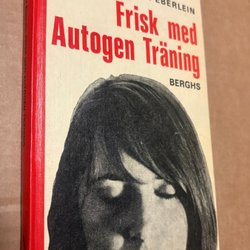 EBERLEIN
Frisk med
Autogen Träning
BERGHS